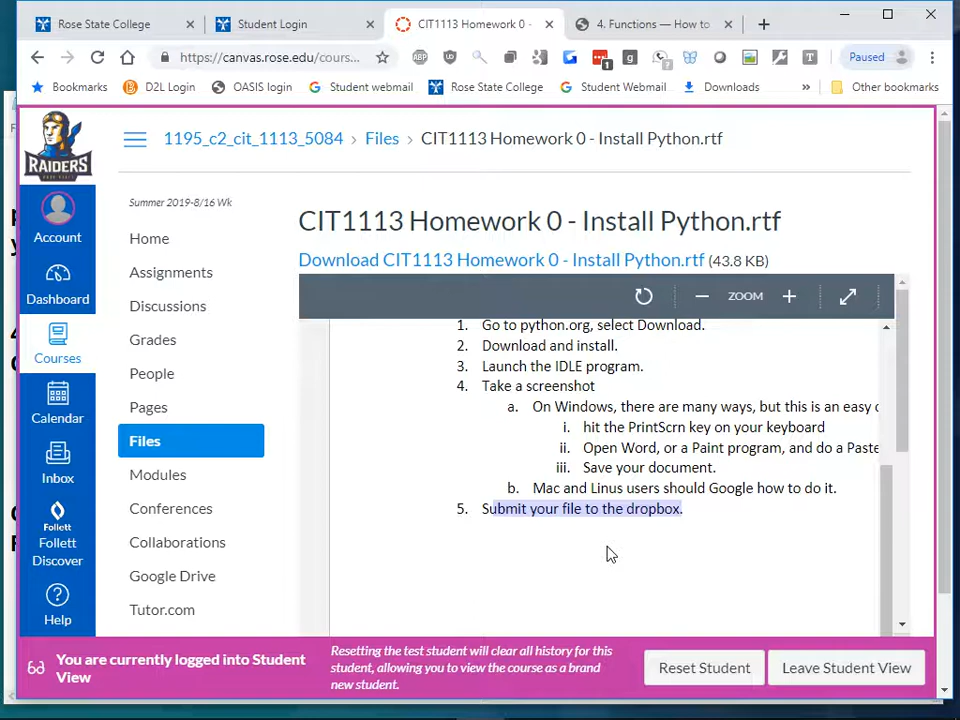 Rose State College
Student Login
CIT1113 Homework 0 -
4. Functions — How to
https://canvas.rose.edu/cours...
Paused
Bookmarks
D2L Login
OASIS login
Student webmail
Rose State College
Student Webmail
Downloads
»
Other bookmarks
RAIDERS
1195_c2_cit_1113_5084 › Files › CIT1113 Homework 0 - Install Python.rtf
Account
Dashboard
Courses
Calendar
Inbox
Follett
Follett
Discover
Help
Summer 2019-8/16 Wk
Home
Assignments
Discussions
Grades
People
Pages
Files
Modules
Conferences
Collaborations
Google Drive
Tutor.com
CIT1113 Homework 0 - Install Python.rtf
Download CIT1113 Homework 0 - Install Python.rtf (43.8 KB)
ZOOM
1. Go to python.org, select Download.
2. Download and install.
3. Launch the IDLE program.
4. Take a screenshot
a. On Windows, there are many ways, but this is an easy
i. hit the PrintScrn key on your keyboard
ii. Open Word, or a Paint program, and do a Paste
iii. Save your document.
b. Mac and Linus users should Google how to do it.
5. Submit your file to the dropbox.
You are currently logged into Student
View
Resetting the test student will clear all history for this
student, allowing you to view the course as a brand
new student.
Reset Student
Leave Student View